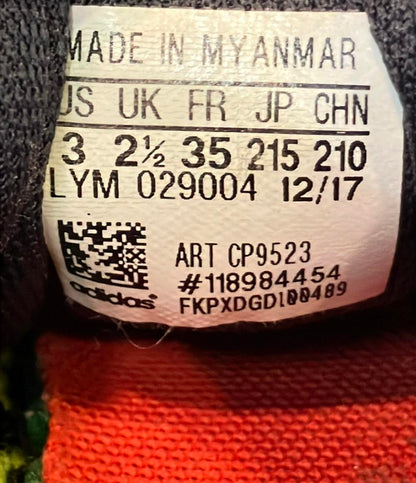 MADE IN MYANMAR
US UK FR JP CHN
3 2½ 35 215 210
LYM 029004 12/17
ART CP9523
#118984454
FKPXDGD100489
adidas